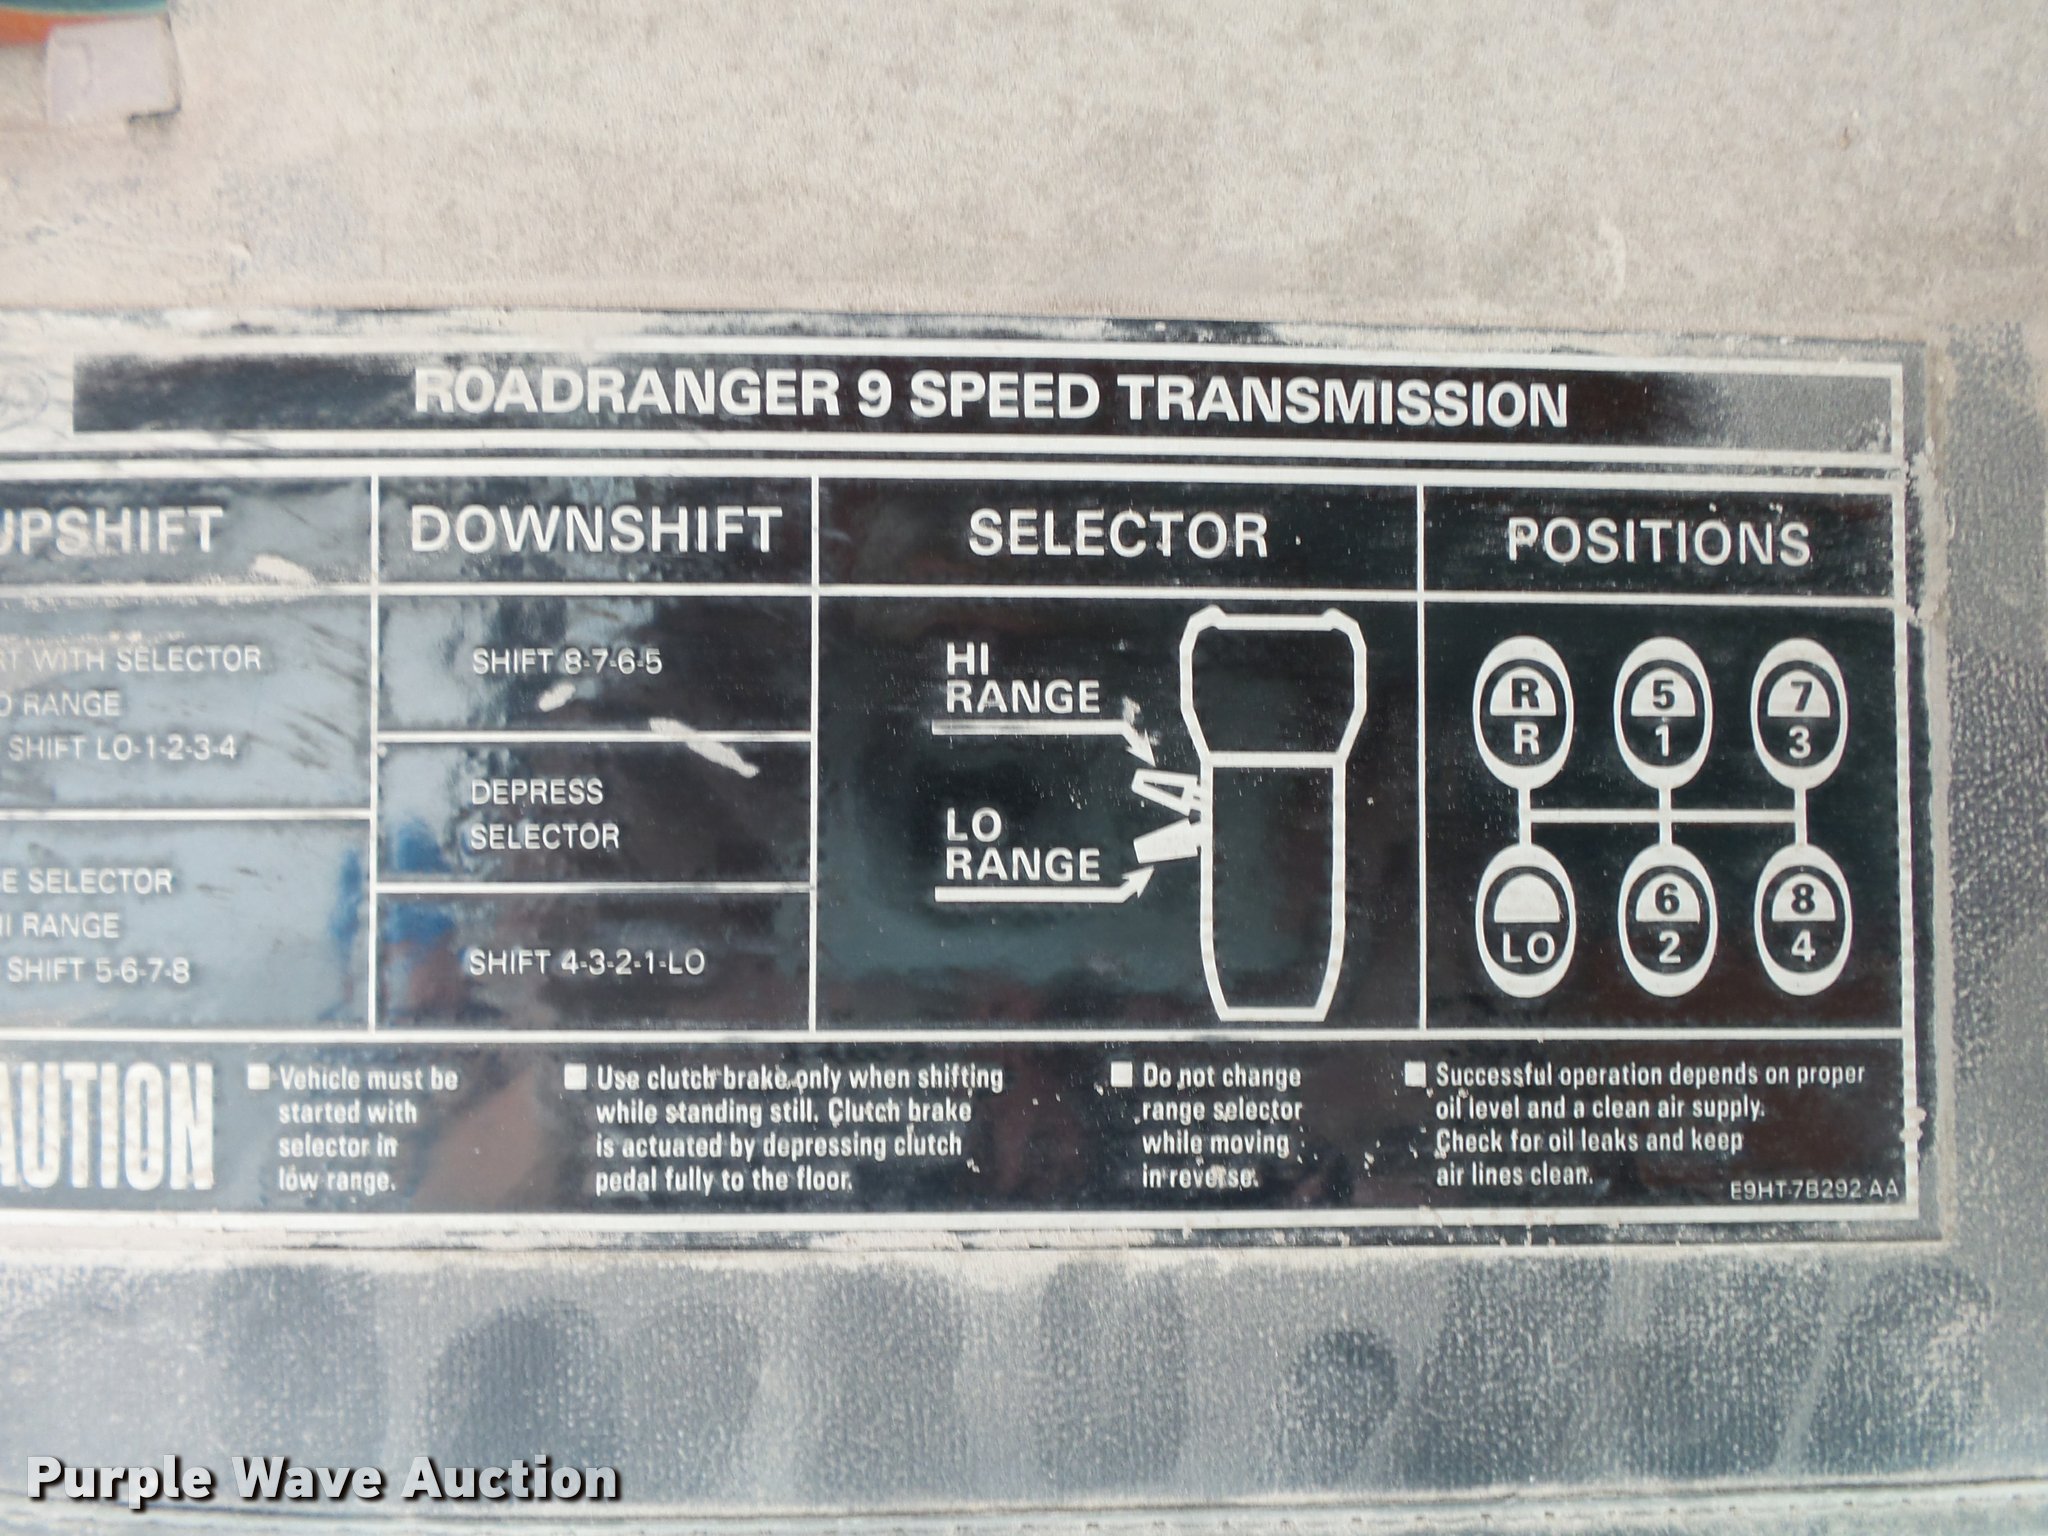 ROADRANGER 9 SPEED TRANSMISSION
UPSHIFT
WITH SELECTOR
RANGE
SHIFT LO-1-2-3-4
SELECTOR
HI RANGE
SHIFT 5-6-7-8
DOWNSHIFT
SHIFT 8-7-6-5
DEPRESS
SELECTOR
SHIFT 4-3-2-1-LO
SELECTOR
HI
RANGE
LO
RANGE
POSITIONS
R 5 7
R 1 3
6 8
LO 2 4
CAUTION
Vehicle must be
started with
selector in
low range.
Use clutch brake only when shifting
while standing still. Clutch brake
is actuated by depressing clutch
pedal fully to the floor.
Do not change
range selector
while moving
in reverse.
Successful operation depends on proper
oil level and a clean air supply.
Check for oil leaks and keep
air lines clean.
E9HT-7B292-AA
Purple Wave Auction